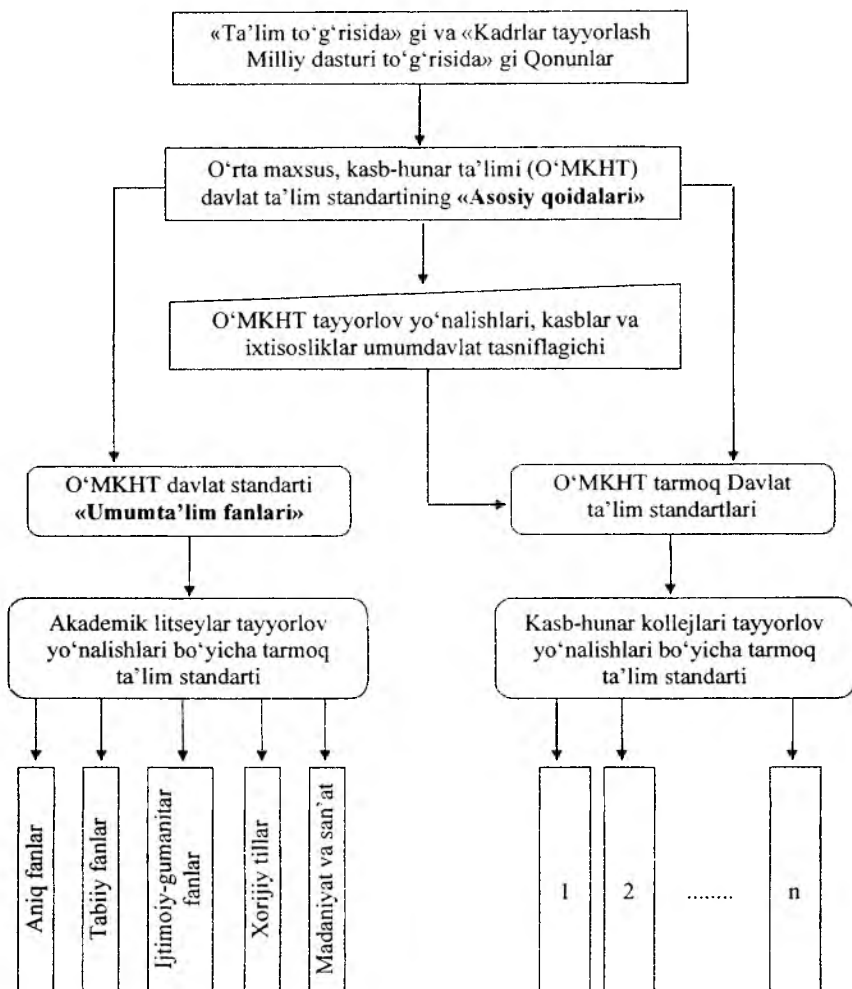 «Ta’lim to‘g‘risida» gi va «Kadrlar tayyorlash
Milliy dasturi to‘g‘risida» gi Qonunlar
O‘rta maxsus, kasb-hunar ta’limi (O‘MKHT)
davlat ta’lim standartining «Asosiy qoidalari»
O‘MKHT tayyorlov yo‘nalishlari, kasblar va
ixtisosliklar umumdavlat tasniflagichi
O‘MKHT davlat standarti
«Umumta’lim fanlari»
O‘MKHT tarmoq Davlat
ta’lim standartlari
Akademik litseylar tayyorlov
yo‘nalishlari bo‘yicha tarmoq
ta’lim standarti
Kasb-hunar kollejlari tayyorlov
yo‘nalishlari bo‘yicha tarmoq
ta’lim standarti
Aniq fanlar
Tabiiy fanlar
Ijtimoiy-gumanitar
fanlar
Xorijiy tillar
Madaniyat va san’at
1
2
........
n